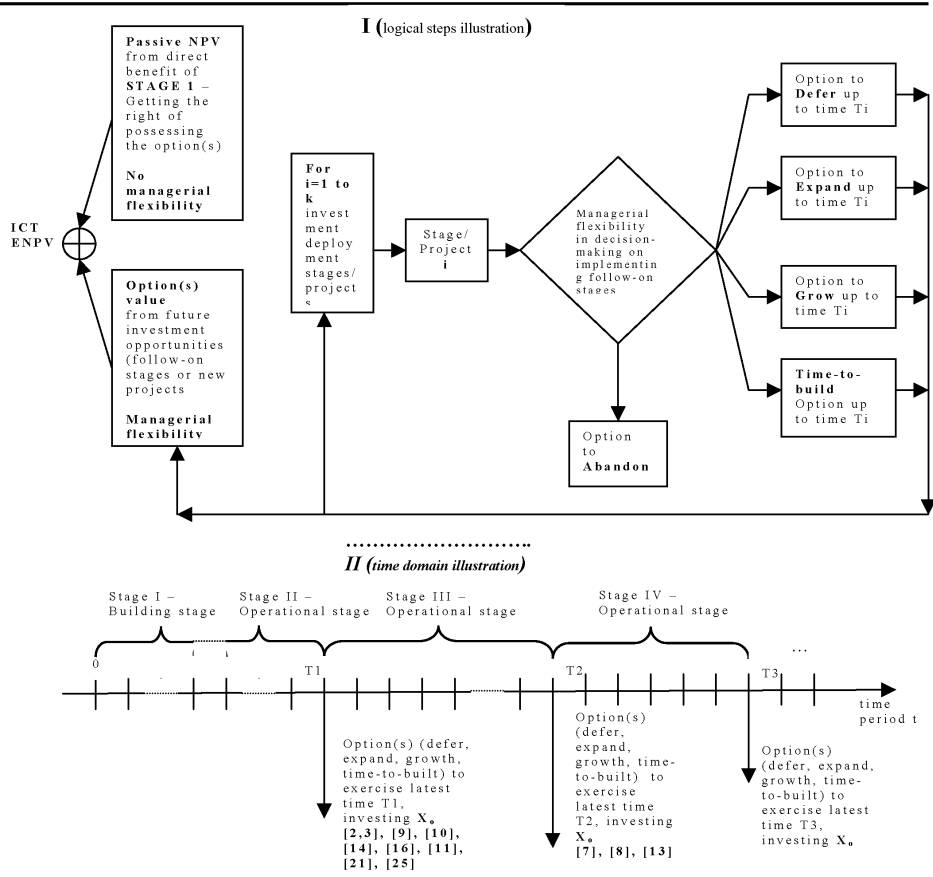 I (logical steps illustration)
Passive NPV
from direct
benefit of
STAGE 1 –
Getting the
right of
possessing
the option(s)
No
managerial
flexibility
ICT
ENPV
Option(s)
value
from future
investment
opportunities
(follow-on
stages or new
projects
Managerial
flexibility
For
i=1 to
k
invest
ment
deploy
ment
stages/
project
s
Stage/
Project
i
Managerial
flexibility
in decision-
making on
implementin
g follow-on
stages
Option
to
Abandon
Option to
Defer up
to time Ti
Option to
Expand up
to time Ti
Option to
Grow up to
time Ti
Time-to-
build
Option up
to time Ti
II (time domain illustration)
Stage I –
Building stage
Stage II –
Operational stage
Stage III –
Operational stage
Stage IV –
Operational stage
...
0
T1
T2
T3
time
period t
Option(s) (defer,
expand, growth,
time-to-built) to
exercise latest
time T1,
investing Xo
[2,3], [9], [10],
[14], [16], [11],
[21], [25]
Option(s)
(defer,
expand,
growth, time-
to-built) to
exercise
latest time
T2, investing
Xo
[7], [8], [13]
Option(s)
(defer, expand,
growth, time-
to-built) to
exercise latest
time T3,
investing Xo